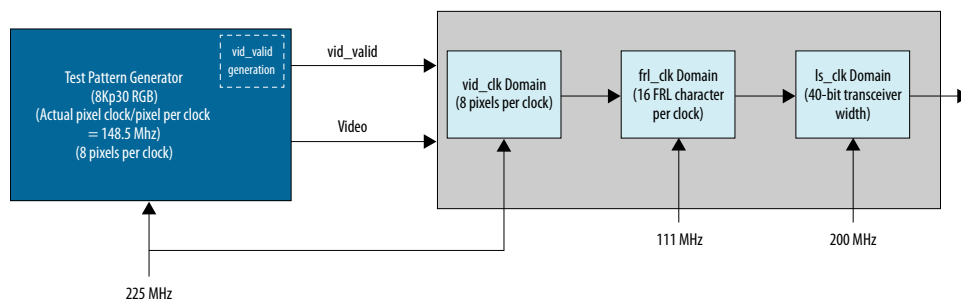 vid_valid
generation
Test Pattern Generator
(8Kp30 RGB)
(Actual pixel clock/pixel per clock
= 148.5 Mhz)
(8 pixels per clock)
vid_valid
Video
vid_clk Domain
(8 pixels per clock)
frl_clk Domain
(16 FRL character
per clock)
ls_clk Domain
(40-bit transceiver
width)
111 MHz
200 MHz
225 MHz